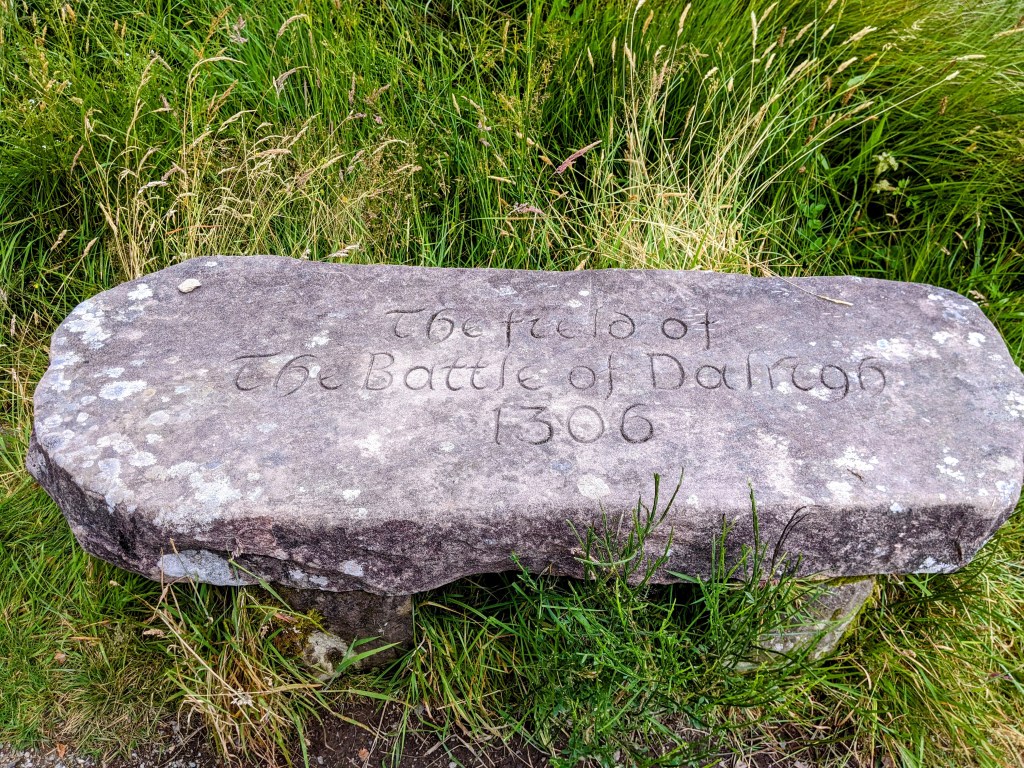 The field of
The Battle of Dalrigh
1306